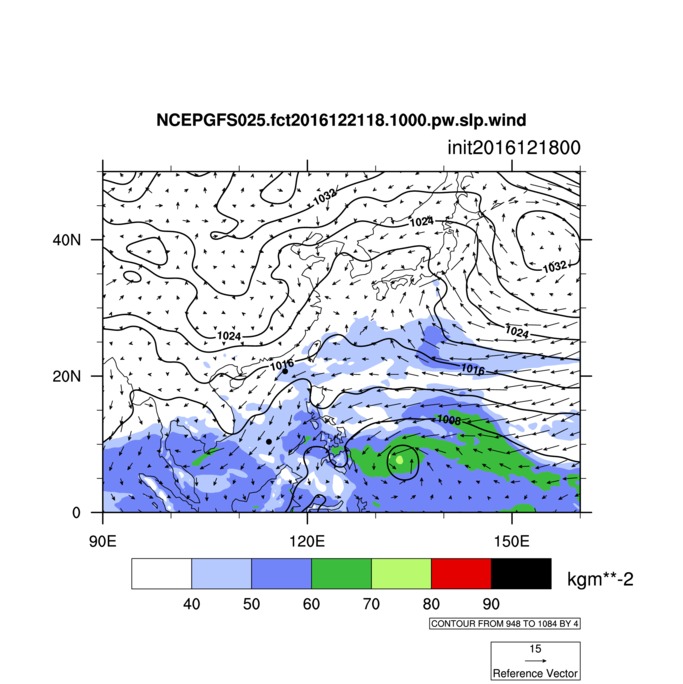 NCEPGFS025.fct2016122118.1000.pw.slp.wind
init2016121800
1032
1024
40N
1032
1024
1024
1016
1016
20N
1008
0
90E 120E 150E
kgm**-2
40 50 60 70 80 90
CONTOUR FROM 948 TO 1084 BY 4
15
Reference Vector